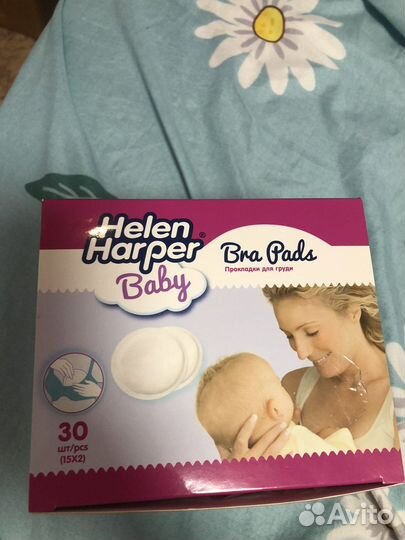 Helen
Harper®
Baby
Bra Pads
Прокладки для груди
30
шт/pcs
(15X2)
Avito